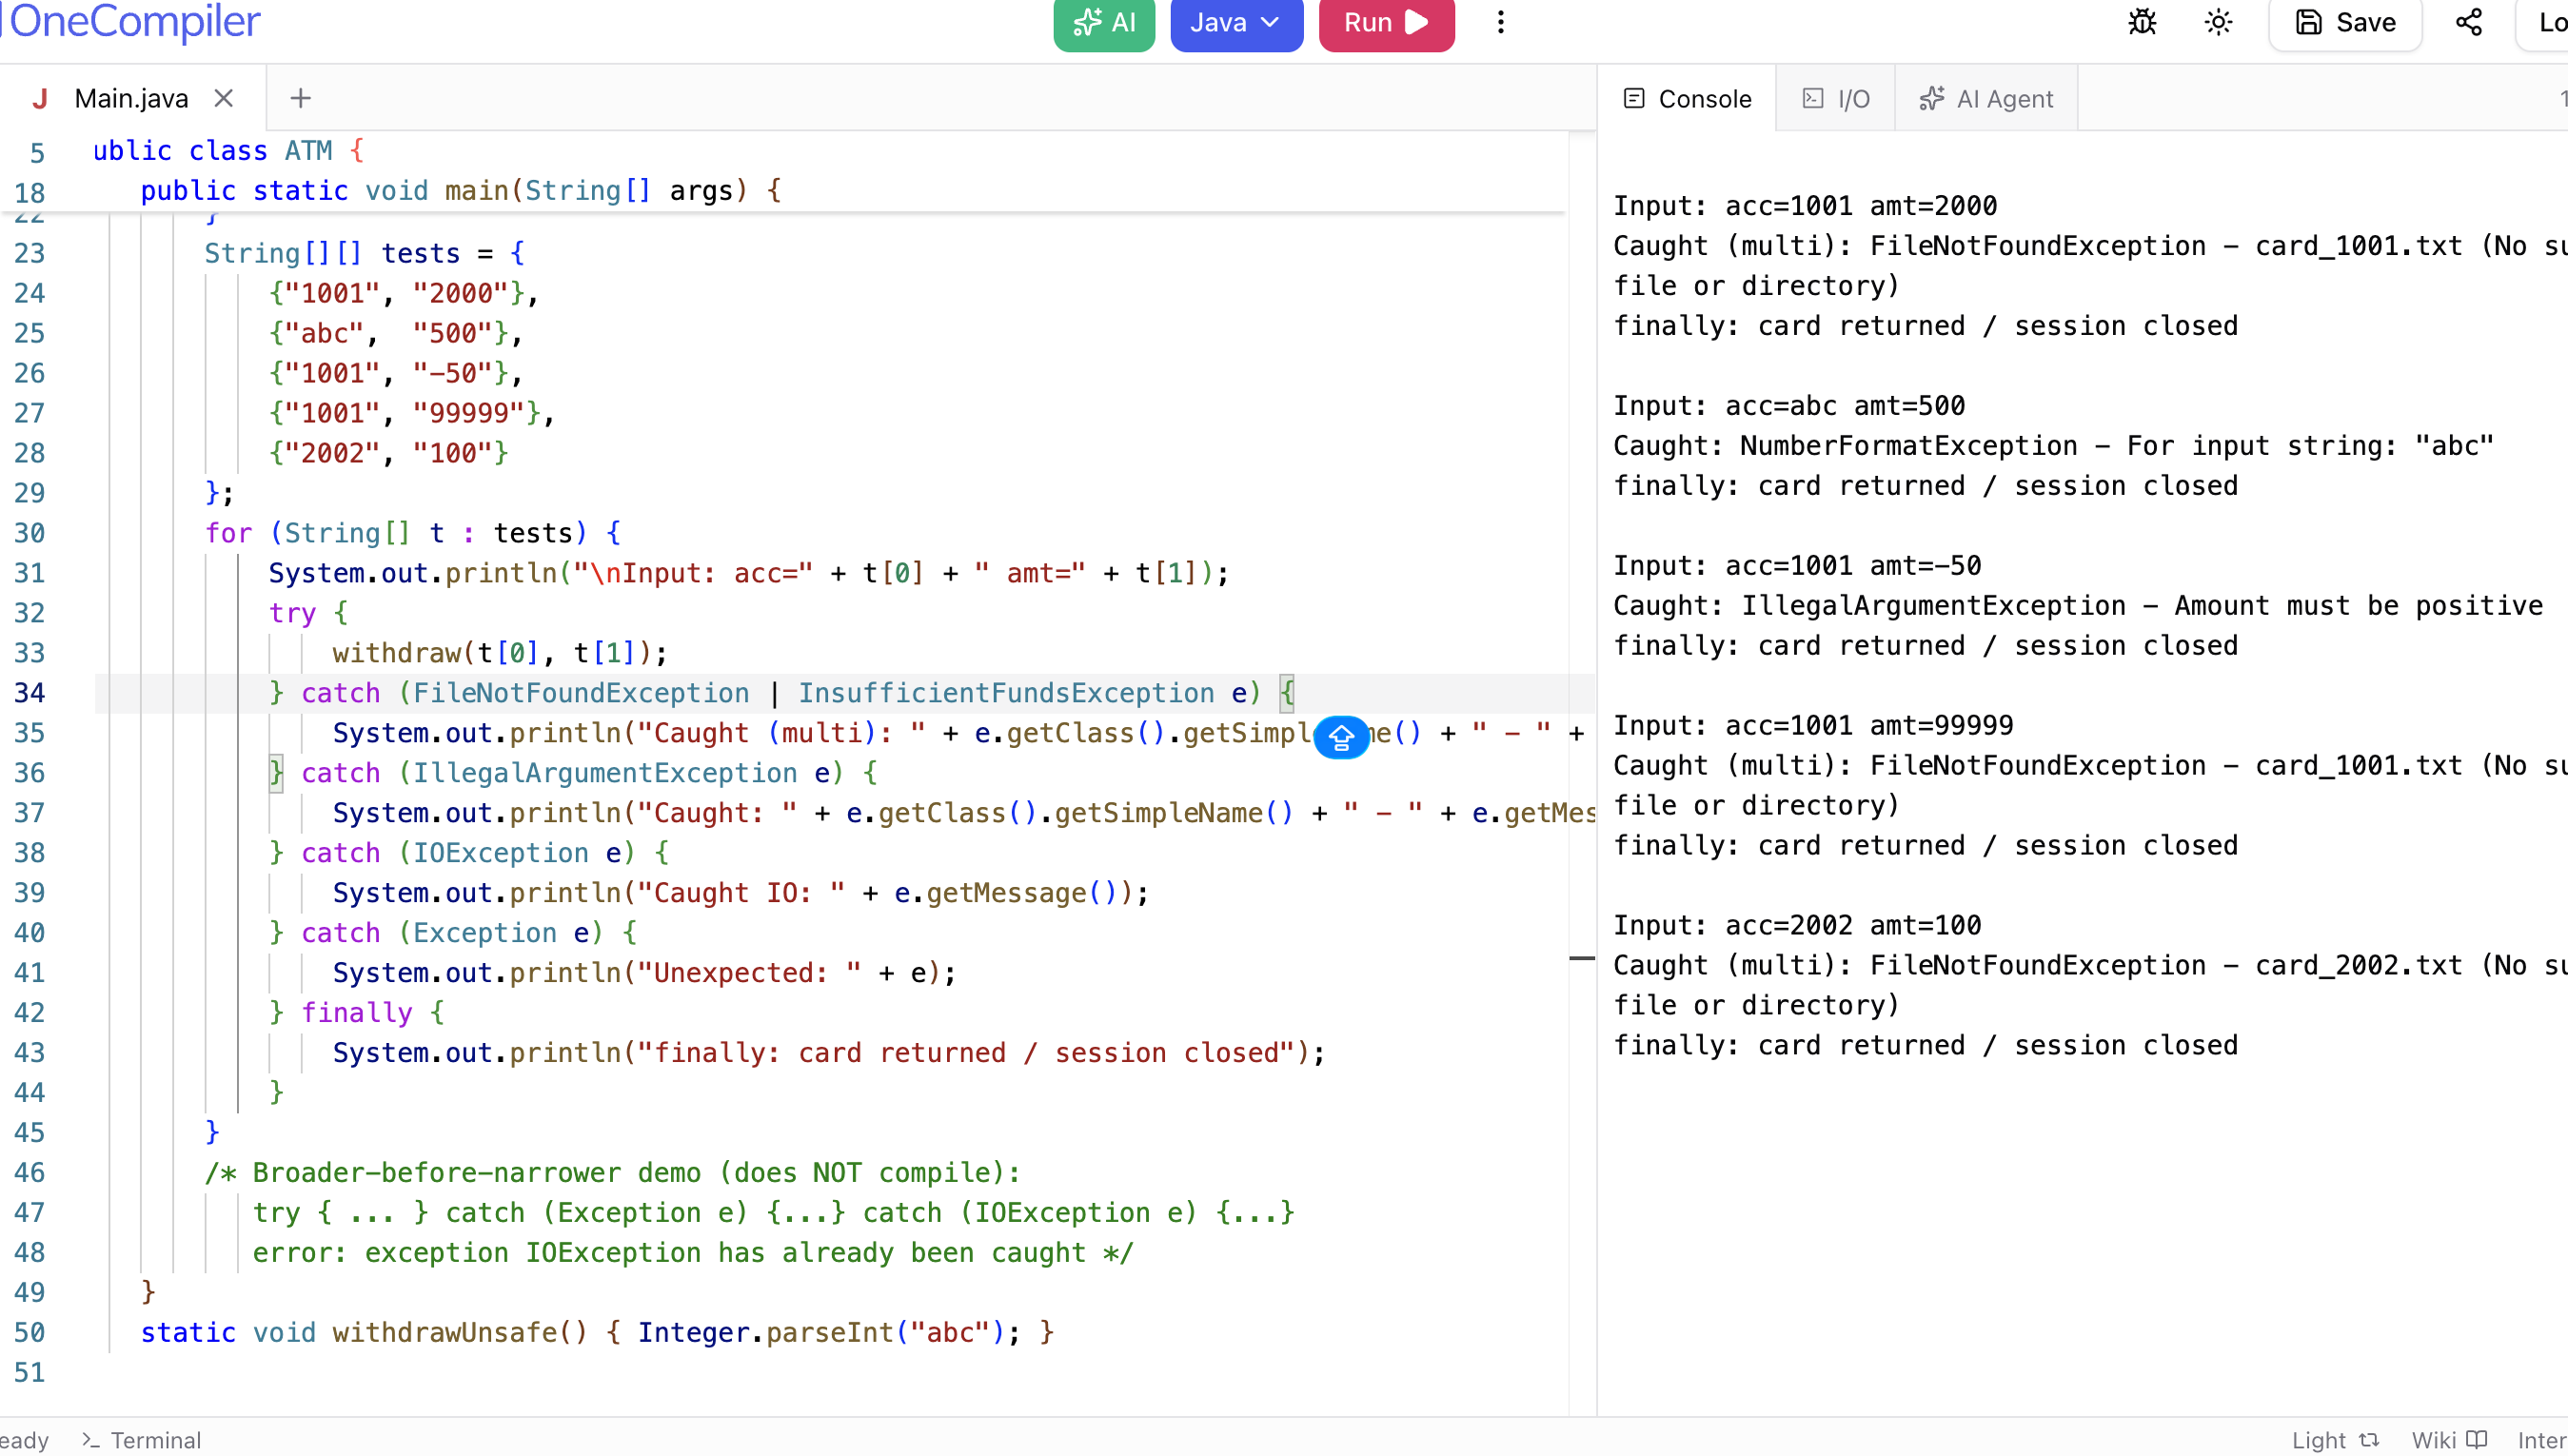 OneCompiler
AI
Java
Run
Save
Main.java
Console
I/O
AI Agent
5 ublic class ATM {
18 public static void main(String[] args) {
22 }
23 String[][] tests = {
24 {"1001", "2000"},
25 {"abc",  "500"},
26 {"1001", "-50"},
27 {"1001", "99999"},
28 {"2002", "100"}
29 };
30 for (String[] t : tests) {
31 System.out.println("\nInput: acc=" + t[0] + " amt=" + t[1]);
32 try {
33 withdraw(t[0], t[1]);
34 } catch (FileNotFoundException | InsufficientFundsException e) {
35 System.out.println("Caught (multi): " + e.getClass().getSimpl e() + " - " +
36 } catch (IllegalArgumentException e) {
37 System.out.println("Caught: " + e.getClass().getSimpleName() + " - " + e.getMes
38 } catch (IOException e) {
39 System.out.println("Caught IO: " + e.getMessage());
40 } catch (Exception e) {
41 System.out.println("Unexpected: " + e);
42 } finally {
43 System.out.println("finally: card returned / session closed");
44 }
45 }
46 /* Broader-before-narrower demo (does NOT compile):
47 try { ... } catch (Exception e) {...} catch (IOException e) {...}
48 error: exception IOException has already been caught */
49 }
50 static void withdrawUnsafe() { Integer.parseInt("abc"); }
51
Input: acc=1001 amt=2000
Caught (multi): FileNotFoundException - card_1001.txt (No su
file or directory)
finally: card returned / session closed
Input: acc=abc amt=500
Caught: NumberFormatException - For input string: "abc"
finally: card returned / session closed
Input: acc=1001 amt=-50
Caught: IllegalArgumentException - Amount must be positive
finally: card returned / session closed
Input: acc=1001 amt=99999
Caught (multi): FileNotFoundException - card_1001.txt (No su
file or directory)
finally: card returned / session closed
Input: acc=2002 amt=100
Caught (multi): FileNotFoundException - card_2002.txt (No su
file or directory)
finally: card returned / session closed
eady
Terminal
Light
Wiki
Inter